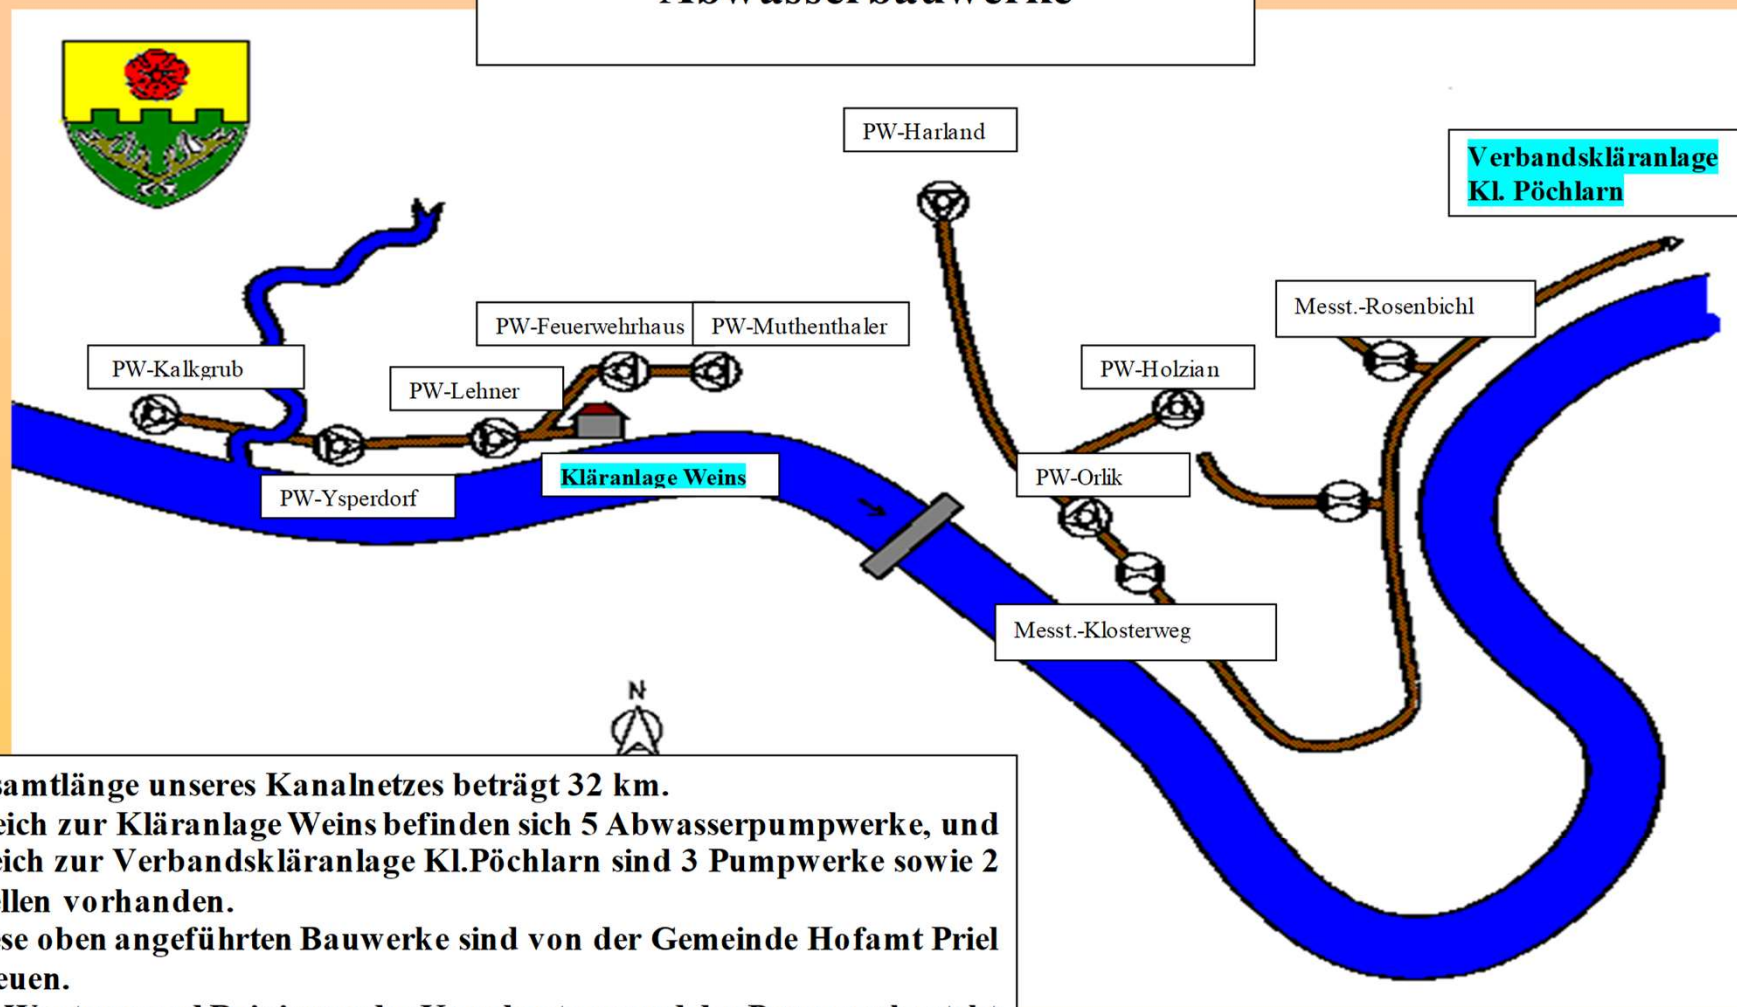 Abwasserbauwerke
PW-Harland
Verbandskläranlage
Kl. Pöchlarn
Messt.-Rosenbichl
PW-Feuerwehrhaus
PW-Muthenthaler
PW-Kalkgrub
PW-Lehner
PW-Holzian
Kläranlage Weins
PW-Orlik
PW-Ysperdorf
Messt.-Klosterweg
N
samtlänge unseres Kanalnetzes beträgt 32 km.
eich zur Kläranlage Weins befinden sich 5 Abwasserpumpwerke, und
eich zur Verbandskläranlage Kl.Pöchlarn sind 3 Pumpwerke sowie 2
llen vorhanden.
ese oben angeführten Bauwerke sind von der Gemeinde Hofamt Priel
euen.